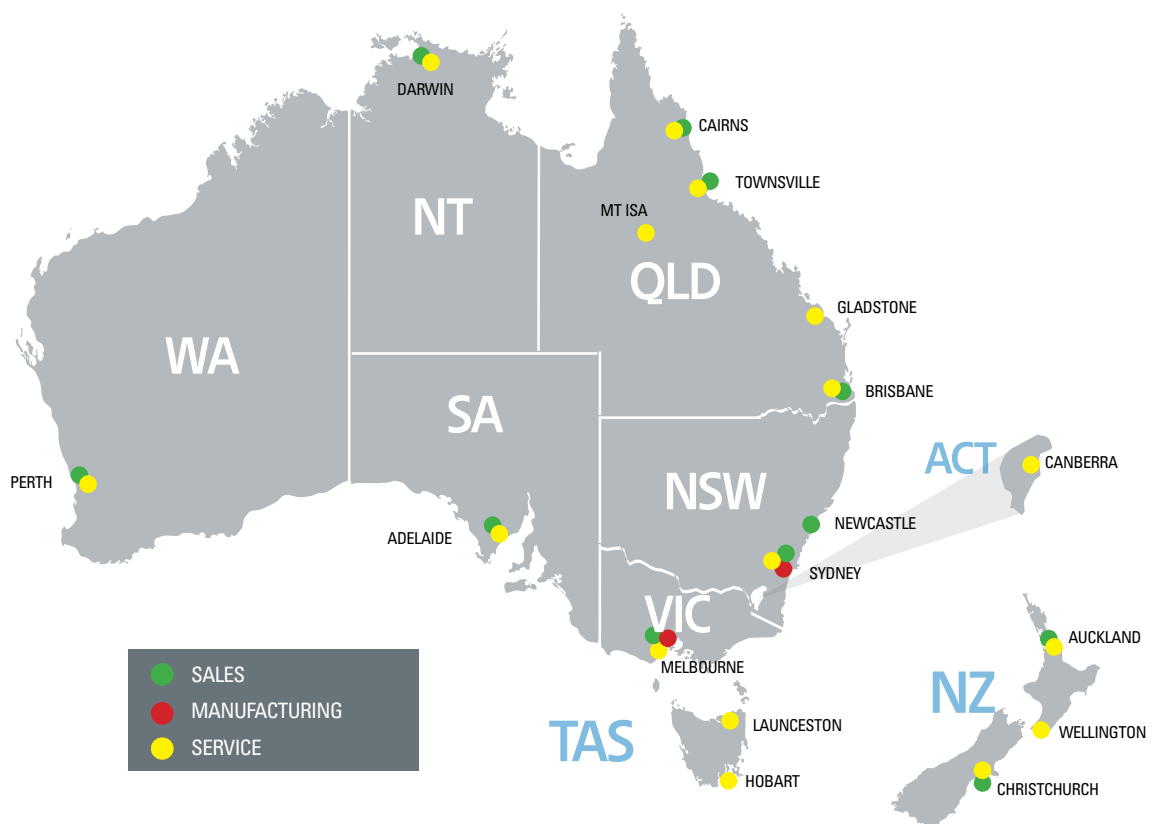 DARWIN
CAIRNS
TOWNSVILLE
NT
MT ISA
QLD
GLADSTONE
WA
BRISBANE
SA
ACT
CANBERRA
PERTH
NSW
NEWCASTLE
ADELAIDE
SYDNEY
VIC
AUCKLAND
MELBOURNE
SALES
NZ
MANUFACTURING
LAUNCESTON
WELLINGTON
TAS
SERVICE
HOBART
CHRISTCHURCH